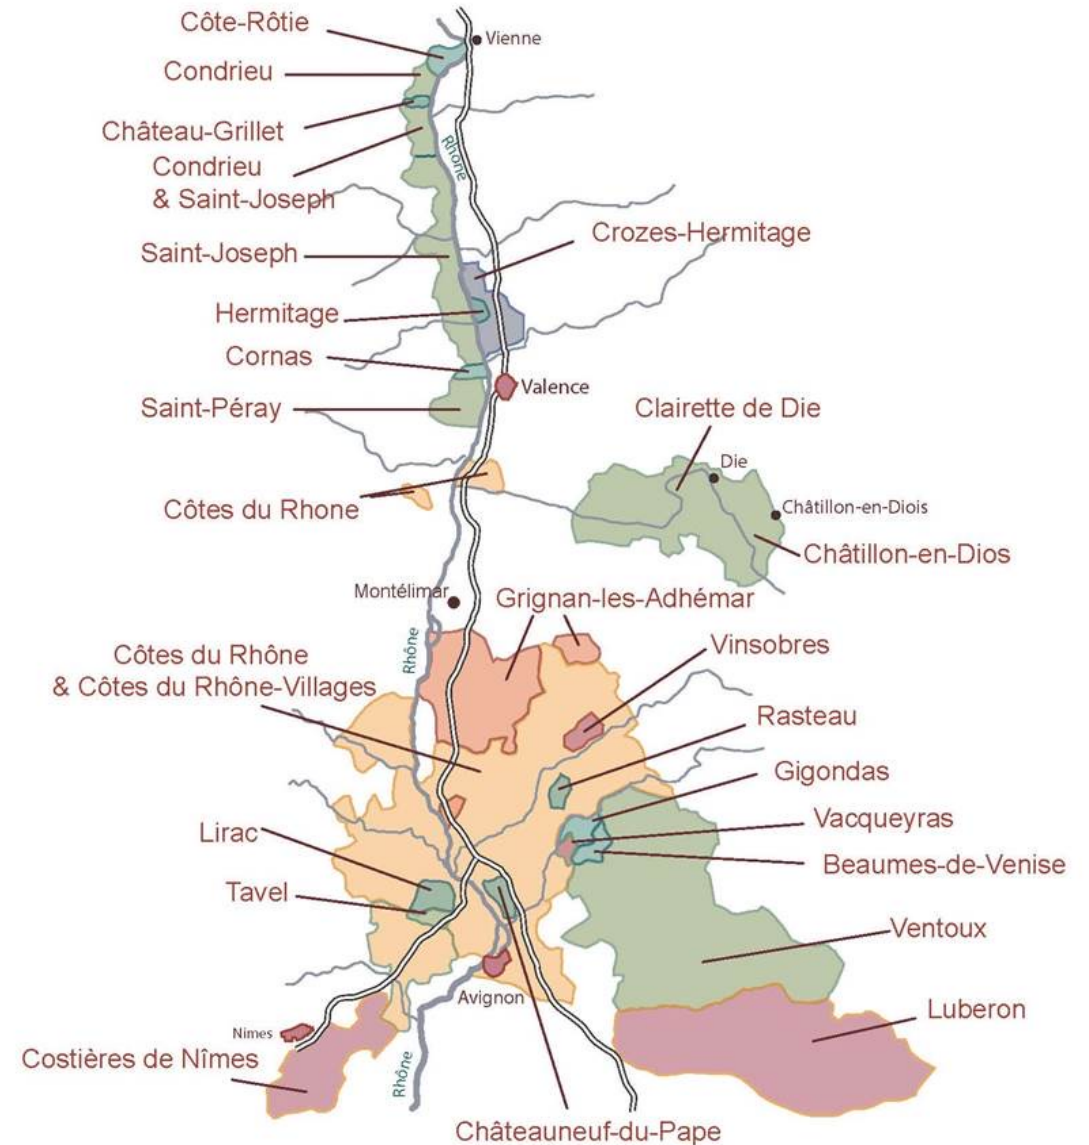 Côte-Rôtie
Vienne
Condrieu
Château-Grillet
Rhône
Condrieu
& Saint-Joseph
Crozes-Hermitage
Saint-Joseph
Hermitage
Cornas
Valence
Saint-Péray
Clairette de Die
Die
Côtes du Rhone
Châtillon-en-Diois
Châtillon-en-Dios
Montélimar
Grignan-les-Adhémar
Rhône
Vinsobres
Côtes du Rhône
& Côtes du Rhône-Villages
Rasteau
Gigondas
Vacqueyras
Lirac
Beaumes-de-Venise
Tavel
Ventoux
Avignon
Luberon
Nimes
Costières de Nîmes
Rhône
Châteauneuf-du-Pape